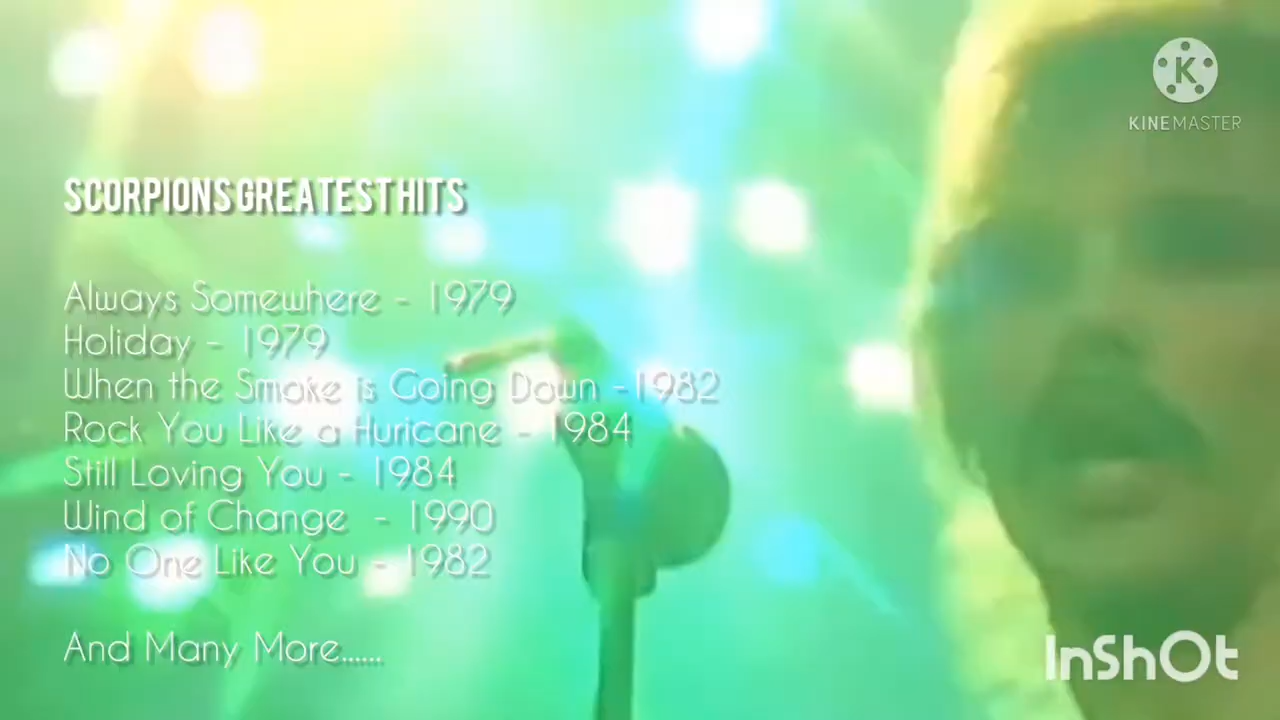 K
KINEMASTER
SCORPIONS GREATEST HITS
Always Somewhere - 1979
Holiday - 1979
When the Smoke is Going Down -1982
Rock You Like a Huricane - 1984
Still Loving You - 1984
Wind of Change - 1990
No One Like You - 1982
And Many More......
InShOt